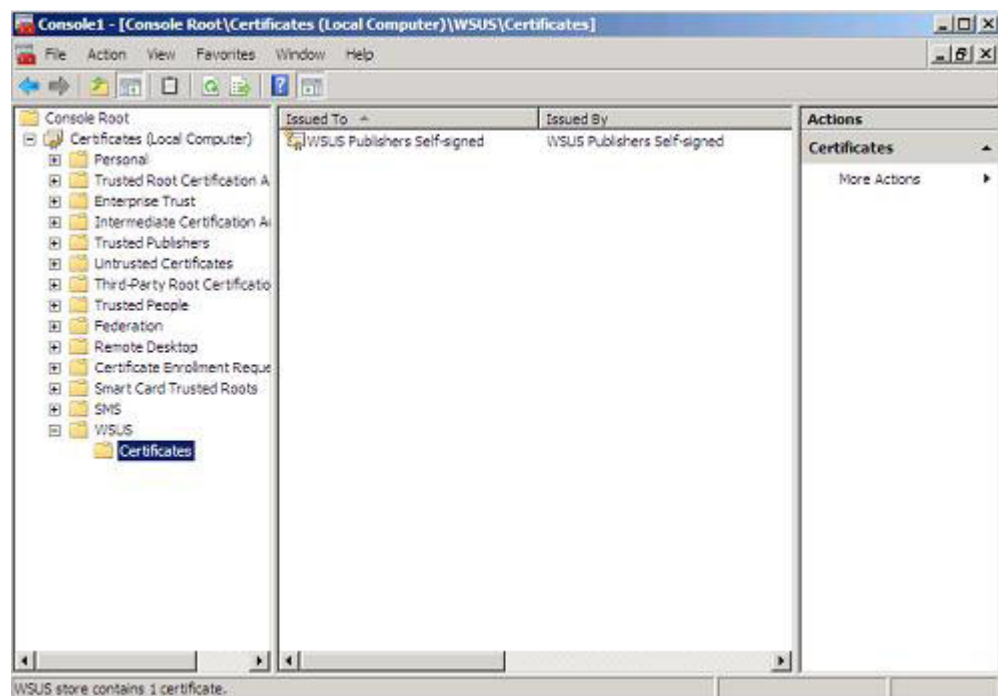 Console1 - [Console Root\Certificates (Local Computer)\WSUS\Certificates]
File Action View Favorites Window Help
Console Root
Certificates (Local Computer)
Personal
Trusted Root Certification A
Enterprise Trust
Intermediate Certification A
Trusted Publishers
Untrusted Certificates
Third-Party Root Certificatio
Trusted People
Federation
Remote Desktop
Certificate Enrollment Reque
Smart Card Trusted Roots
SMS
WSUS
Certificates
Issued To Issued By
WSUS Publishers Self-signed WSUS Publishers Self-signed
Actions
Certificates
More Actions
WSUS store contains 1 certificate.